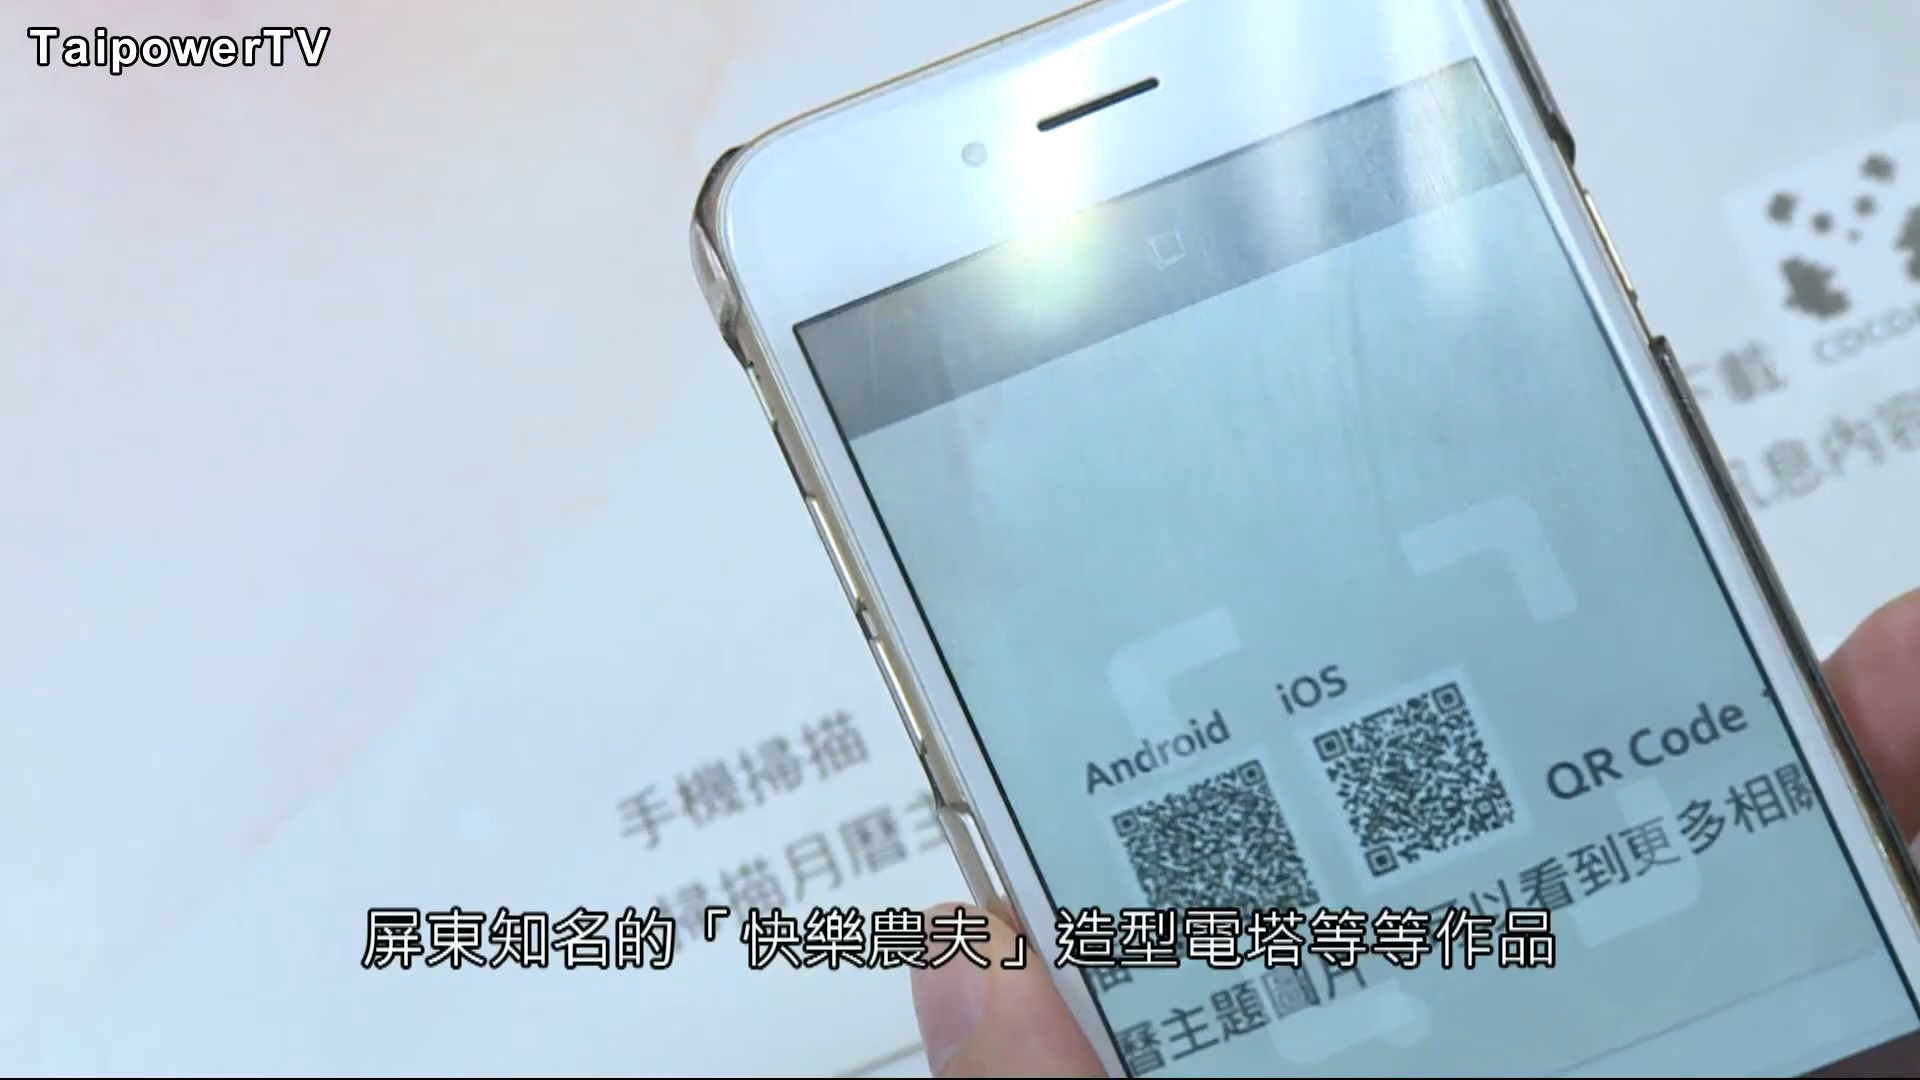 TaipowerTV
下載
訊息內容
Android
iOS
QR Code
可以看到更多相關
手機掃描
掃描月曆主
曆主題圖片
屏東知名的「快樂農夫」造型電塔等等作品